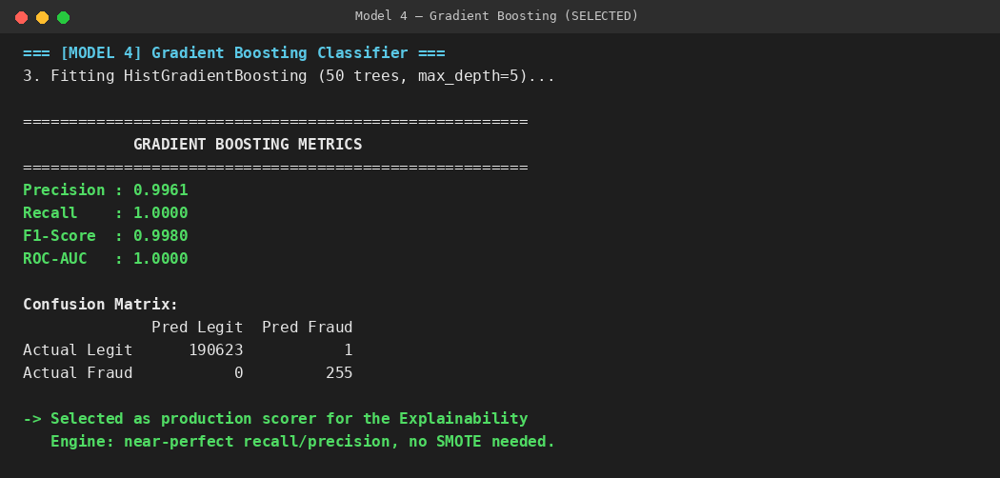 Model 4 — Gradient Boosting (SELECTED)
=== [MODEL 4] Gradient Boosting Classifier ===
3. Fitting HistGradientBoosting (50 trees, max_depth=5)...
=======================================================
GRADIENT BOOSTING METRICS
=======================================================
Precision : 0.9961
Recall    : 1.0000
F1-Score  : 0.9980
ROC-AUC   : 1.0000
Confusion Matrix:
              Pred Legit  Pred Fraud
Actual Legit      190623           1
Actual Fraud           0         255
-> Selected as production scorer for the Explainability
   Engine: near-perfect recall/precision, no SMOTE needed.